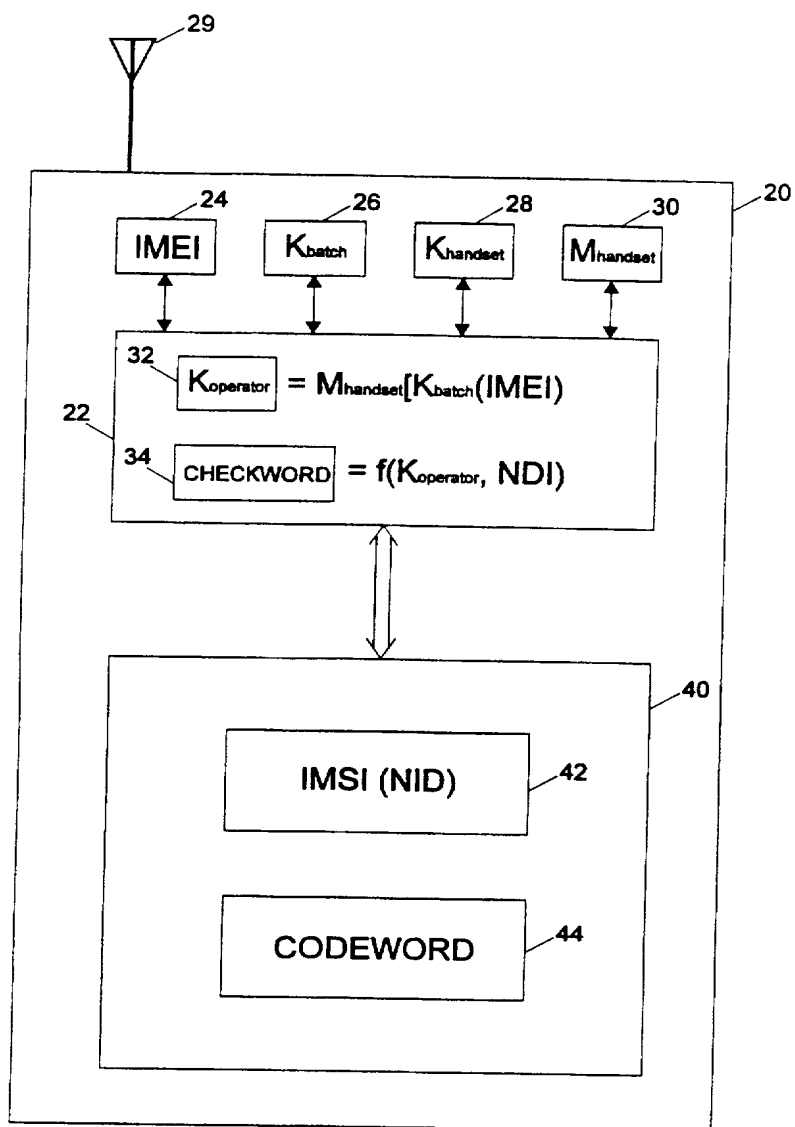 29
20
24 26 28 30
IMEI Kbatch Khandset Mhandset
32
Koperator = Mhandset[Kbatch(IMEI)
22
34
CHECKWORD = f(Koperator, NDI)
40
IMSI (NID) 42
CODEWORD 44